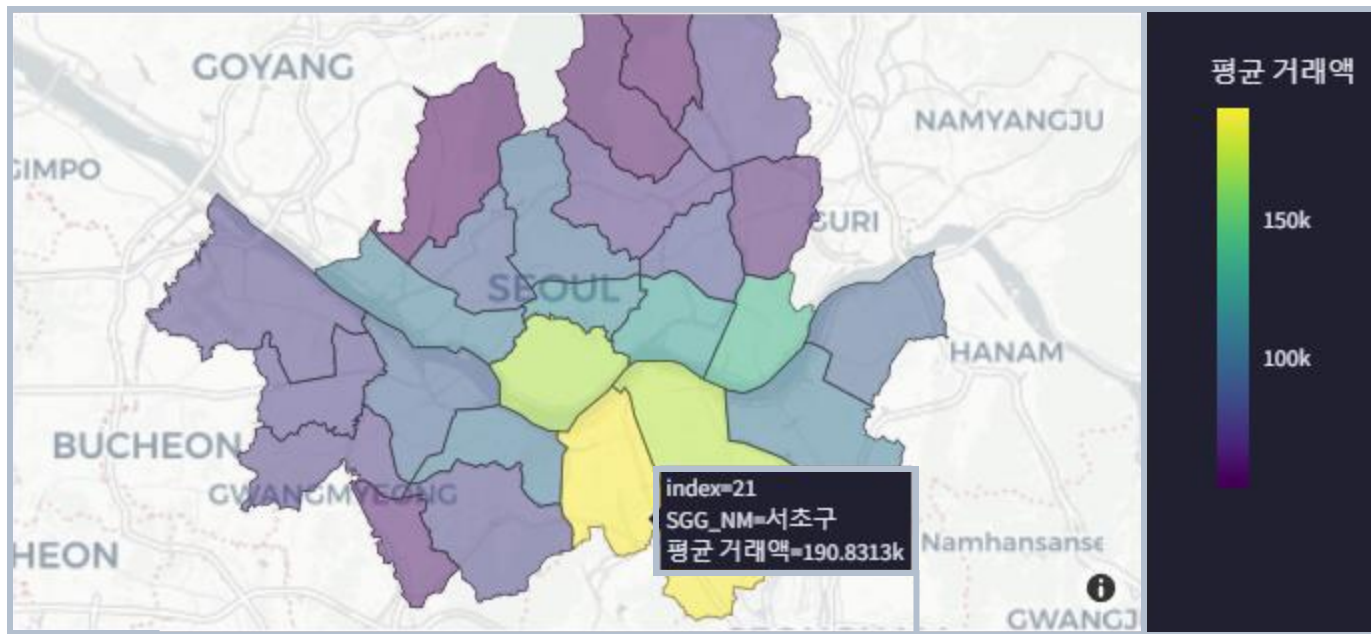 GOYANG
NAMYANGJU
GIMPO
GURI
SEOUL
HANAM
BUCHEON
GWANGMYEONG
HEON
Namhansanse
GWANGJ
index=21
SGG_NM=서초구
평균 거래액=190.8313k
평균 거래액
150k
100k